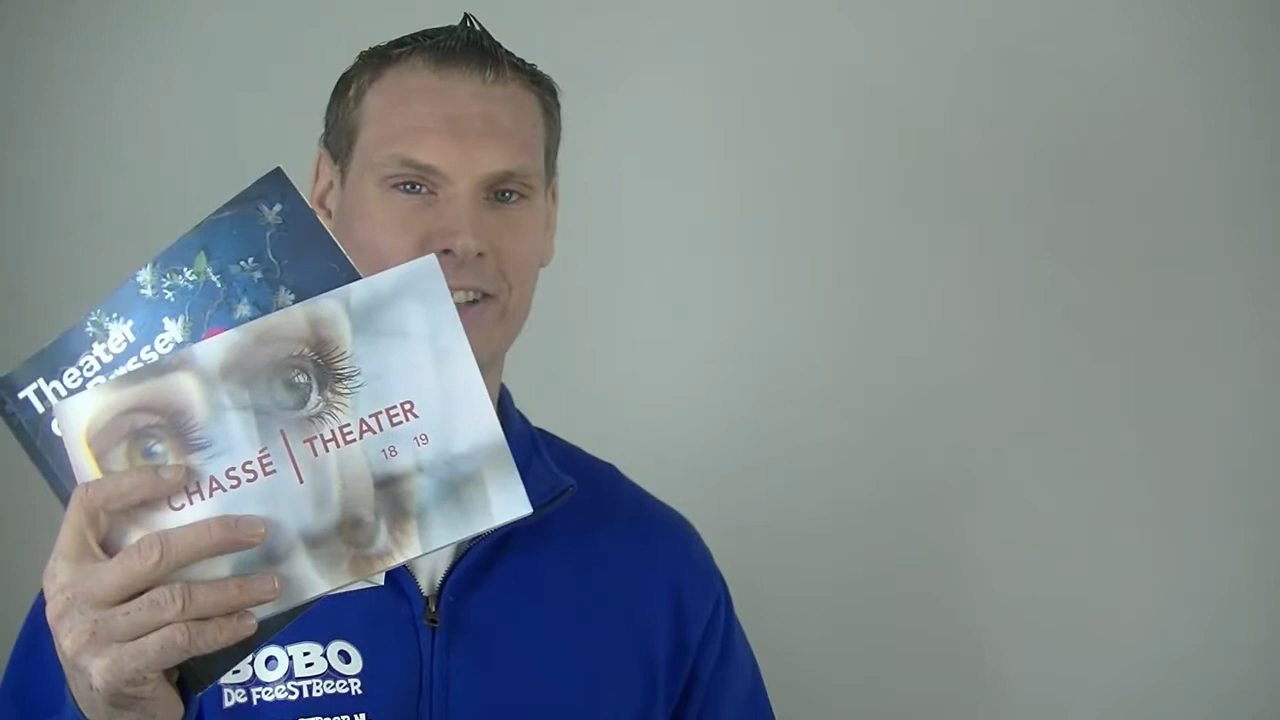 Theater
CHASSÉ | THEATER
18 19
BOBO
De FeeSTBeeR